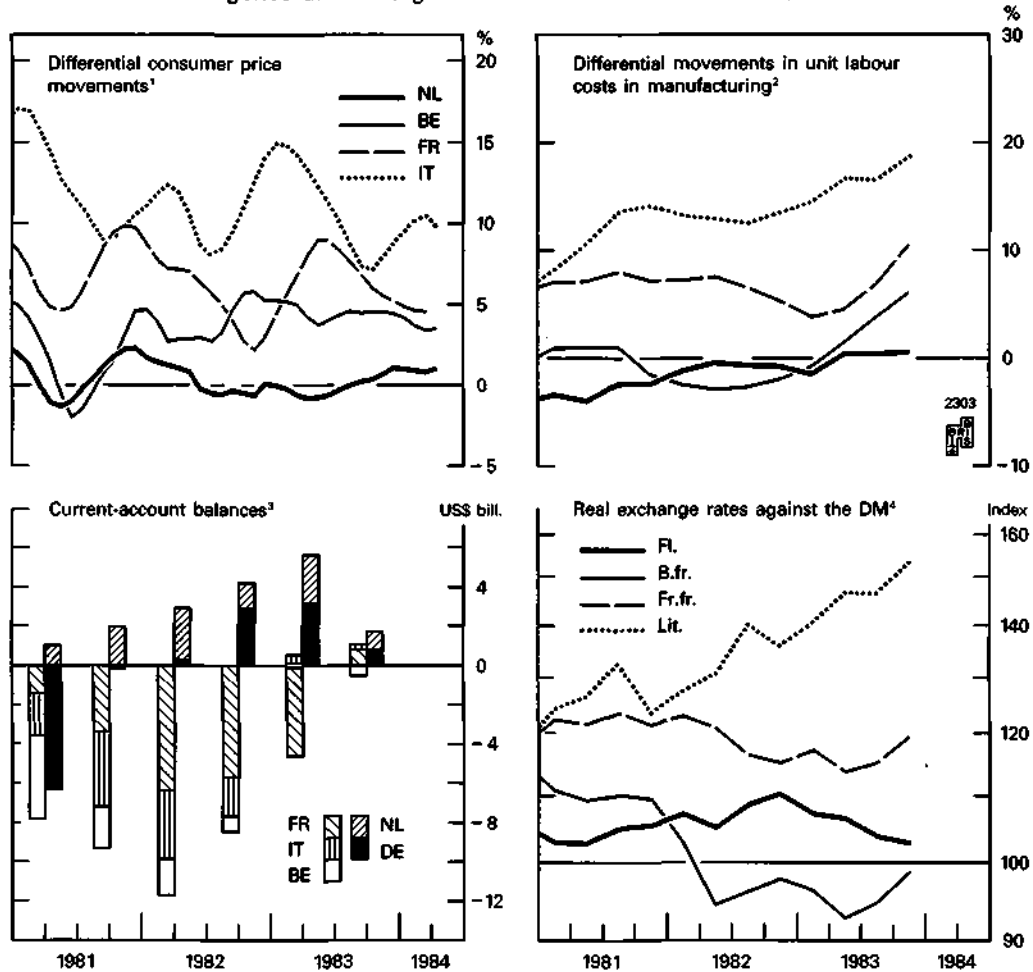 %
20
15
10
5
0
-5
Differential consumer price
movements¹
NL
BE
FR
IT
%
30
20
10
0
-10
Differential movements in unit labour
costs in manufacturing²
2303
Current-account balances³
US$ bill.
4
0
-4
-8
-12
FR
NL
IT
DE
BE
1981
1982
1983
1984
Real exchange rates against the DM⁴
Index
160
140
120
100
90
Fl.
B.fr.
Fr.fr.
Lit.
1981
1982
1983
1984